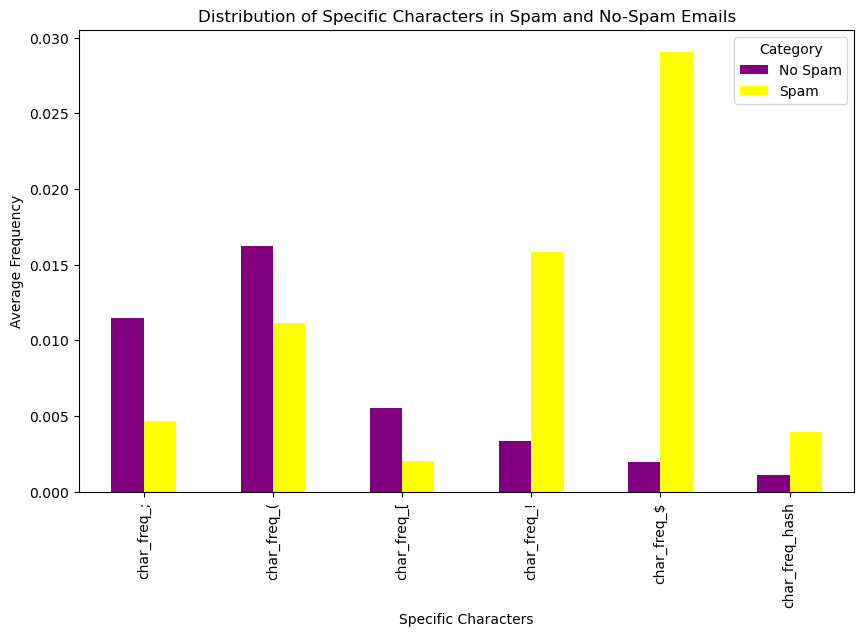 Distribution of Specific Characters in Spam and No-Spam Emails
Category
No Spam
Spam
Average Frequency
0.030
0.025
0.020
0.015
0.010
0.005
0.000
char_freq_;
char_freq_(
char_freq_[
char_freq_!
char_freq_$
char_freq_hash
Specific Characters